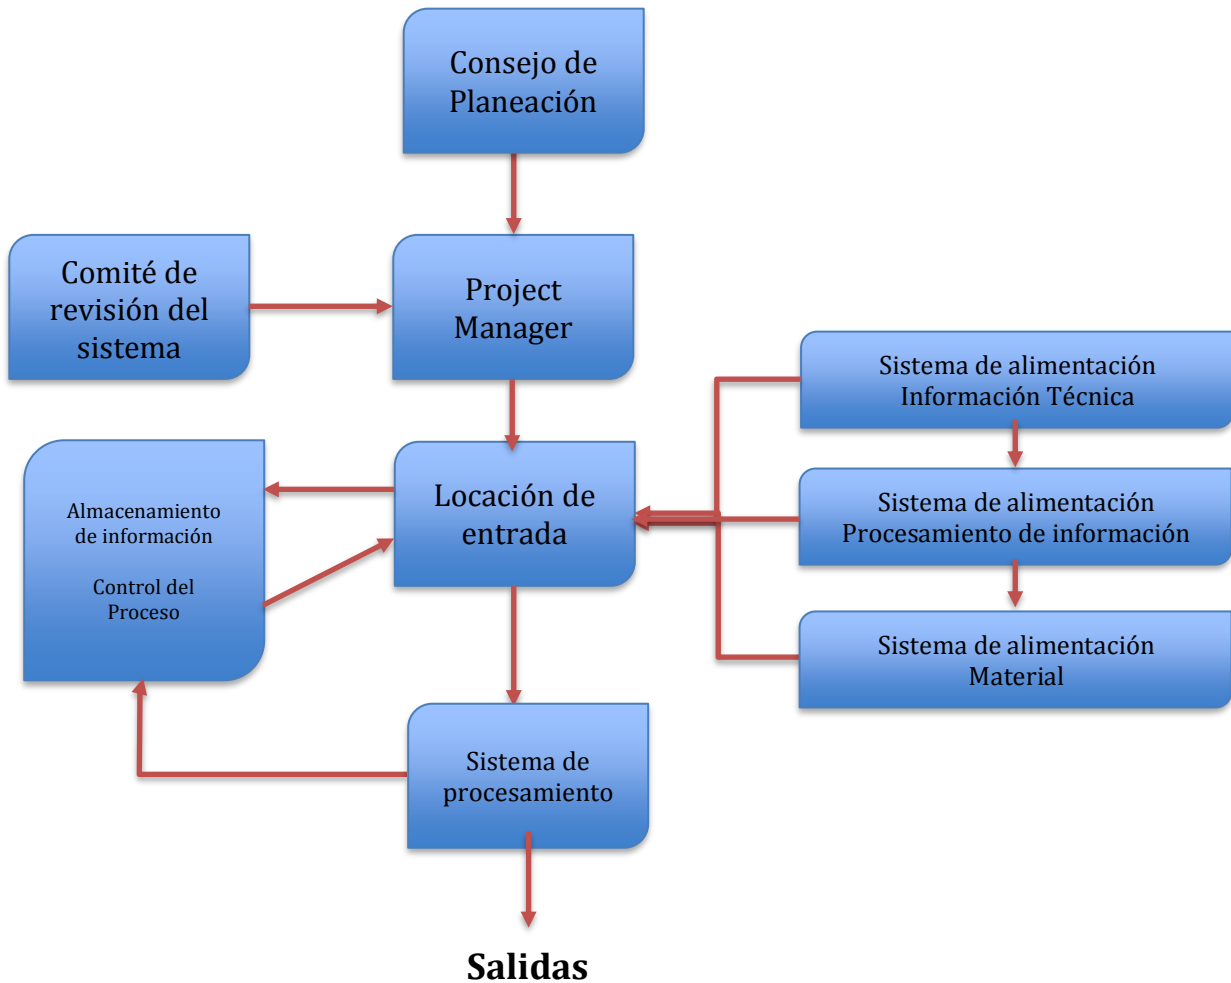 Consejo de
Planeación
Comité de
revisión del
sistema
Project
Manager
Sistema de alimentación
Información Técnica
Almacenamiento
de información
Control del
Proceso
Locación de
entrada
Sistema de alimentación
Procesamiento de información
Sistema de alimentación
Material
Sistema de
procesamiento
Salidas